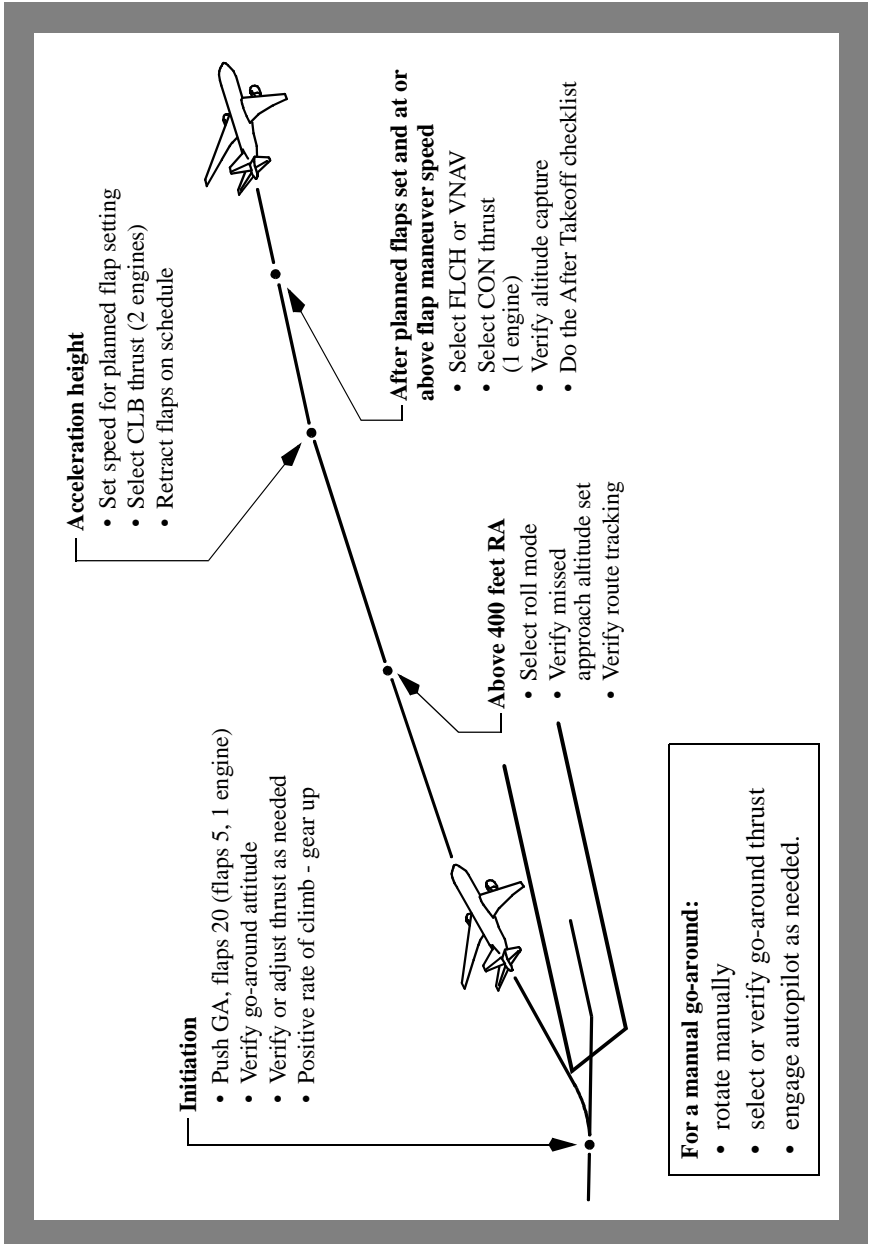 Initiation
• Push GA, flaps 20 (flaps 5, 1 engine)
• Verify go-around attitude
• Verify or adjust thrust as needed
• Positive rate of climb - gear up
Above 400 feet RA
• Select roll mode
• Verify missed
approach altitude set
• Verify route tracking
Acceleration height
• Set speed for planned flap setting
• Select CLB thrust (2 engines)
• Retract flaps on schedule
After planned flaps set and at or
above flap maneuver speed
• Select FLCH or VNAV
• Select CON thrust
(1 engine)
• Verify altitude capture
• Do the After Takeoff checklist
For a manual go-around:
• rotate manually
• select or verify go-around thrust
• engage autopilot as needed.